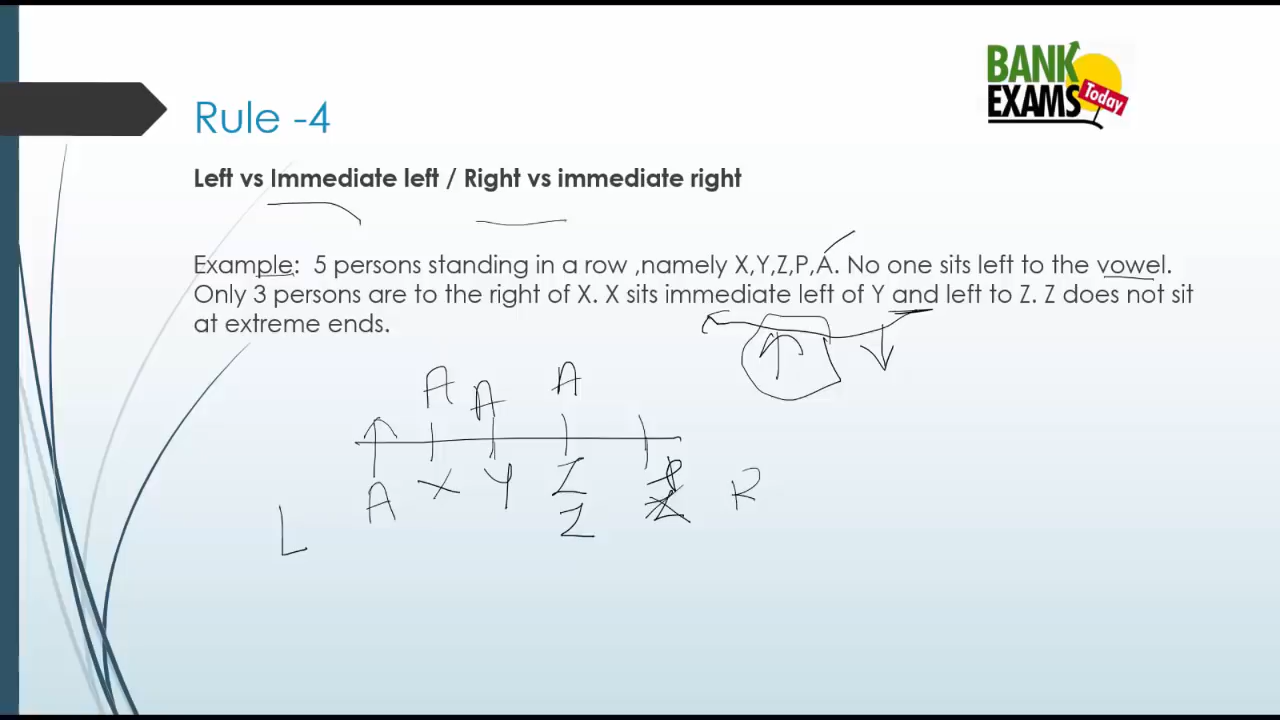 BANK
EXAMS Today
Rule -4
Left vs Immediate left / Right vs immediate right
Example: 5 persons standing in a row ,namely X,Y,Z,P,A. No one sits left to the vowel.
Only 3 persons are to the right of X. X sits immediate left of Y and left to Z. Z does not sit
at extreme ends.
A A A
A X Y Z P
Z Z
L R